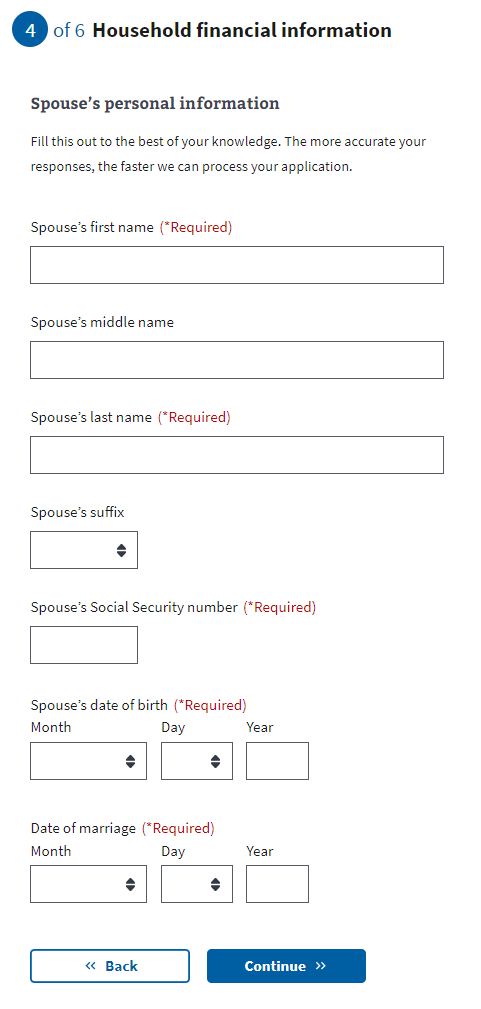 4 of 6 Household financial information
Spouse’s personal information
Fill this out to the best of your knowledge. The more accurate your
responses, the faster we can process your application.
Spouse’s first name (*Required)
Spouse’s middle name
Spouse’s last name (*Required)
Spouse’s suffix
Spouse’s Social Security number (*Required)
Spouse’s date of birth (*Required)
Month Day Year
Date of marriage (*Required)
Month Day Year
« Back Continue »